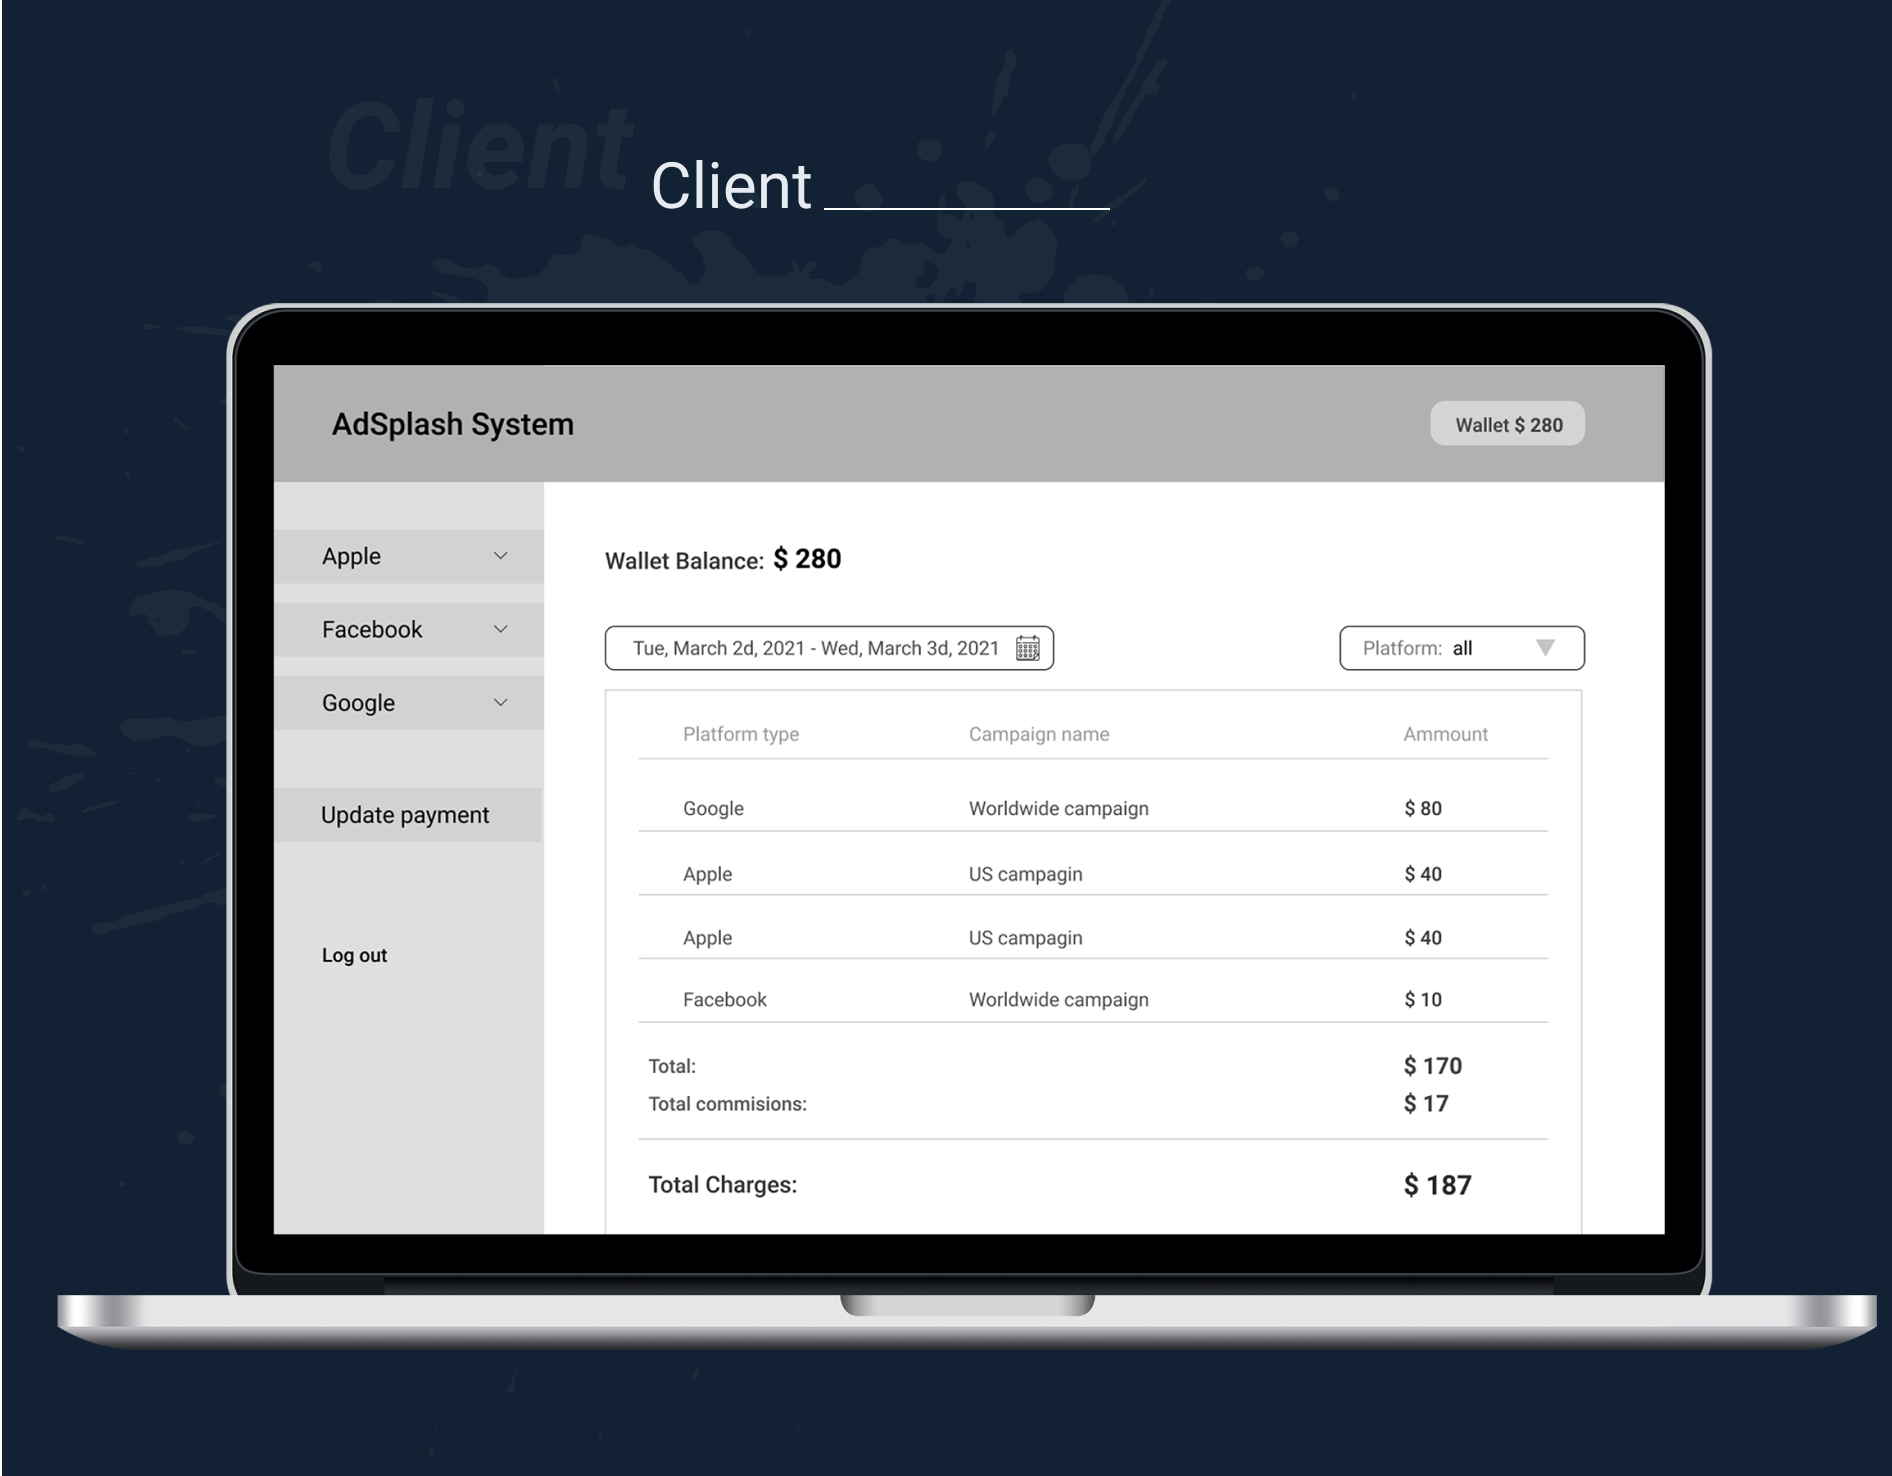 Client
Client
AdSplash System
Wallet $ 280
Apple
Facebook
Google
Update payment
Log out
Wallet Balance: $ 280
Tue, March 2d, 2021 - Wed, March 3d, 2021
Platform: all
Platform type Campaign name Ammount
Google Worldwide campaign $ 80
Apple US campagin $ 40
Apple US campagin $ 40
Facebook Worldwide campaign $ 10
Total: $ 170
Total commisions: $ 17
Total Charges: $ 187